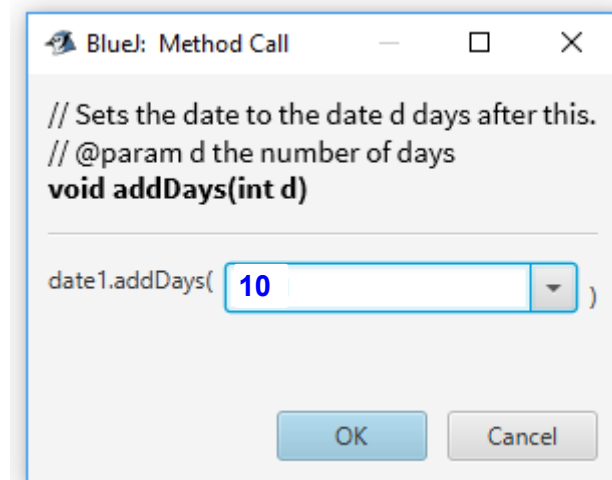 BlueJ: Method Call
// Sets the date to the date d days after this.
// @param d the number of days
void addDays(int d)
date1.addDays( 10 )
OK Cancel